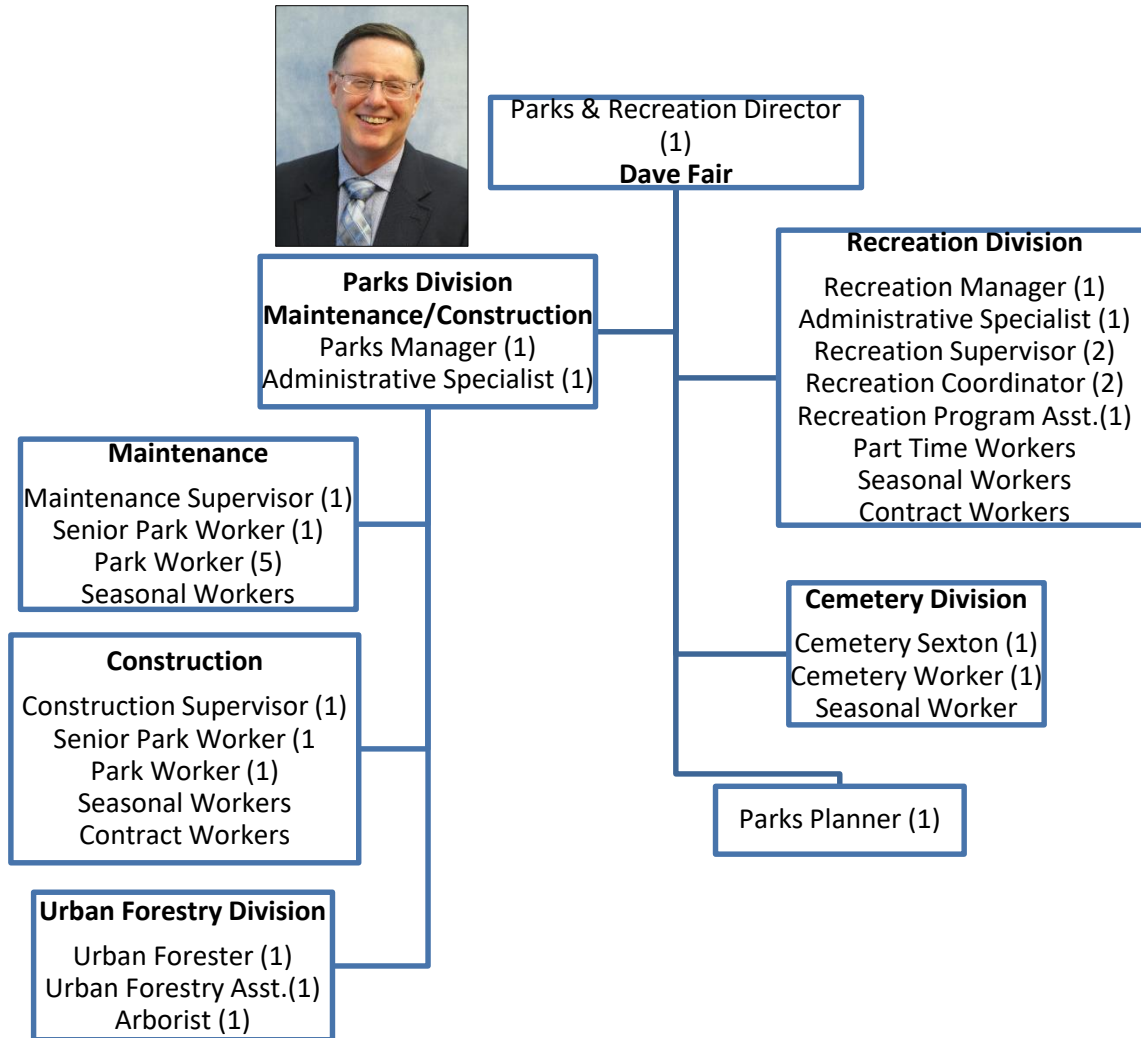 Parks & Recreation Director
(1)
Dave Fair
Parks Division
Maintenance/Construction
Parks Manager (1)
Administrative Specialist (1)
Maintenance
Maintenance Supervisor (1)
Senior Park Worker (1)
Park Worker (5)
Seasonal Workers
Construction
Construction Supervisor (1)
Senior Park Worker (1
Park Worker (1)
Seasonal Workers
Contract Workers
Urban Forestry Division
Urban Forester (1)
Urban Forestry Asst.(1)
Arborist (1)
Recreation Division
Recreation Manager (1)
Administrative Specialist (1)
Recreation Supervisor (2)
Recreation Coordinator (2)
Recreation Program Asst.(1)
Part Time Workers
Seasonal Workers
Contract Workers
Cemetery Division
Cemetery Sexton (1)
Cemetery Worker (1)
Seasonal Worker
Parks Planner (1)